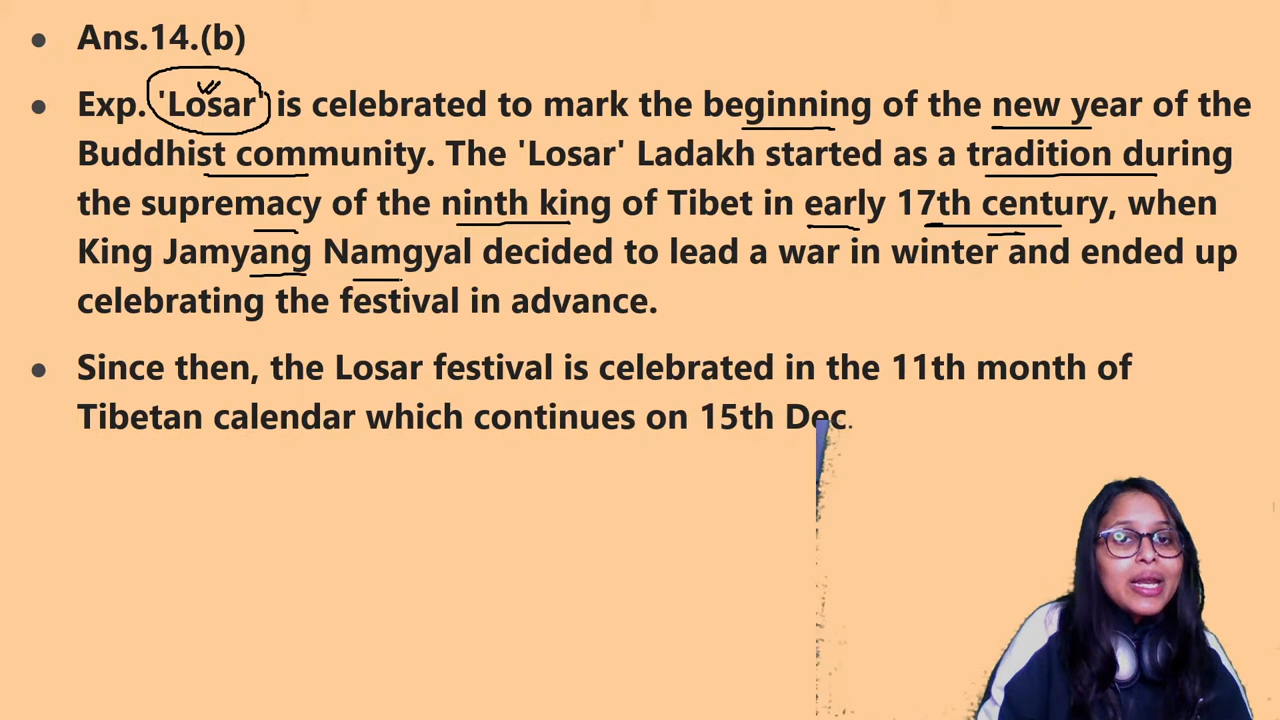 Ans.14.(b)
Exp. 'Losar' is celebrated to mark the beginning of the new year of the
Buddhist community. The 'Losar' Ladakh started as a tradition during
the supremacy of the ninth king of Tibet in early 17th century, when
King Jamyang Namgyal decided to lead a war in winter and ended up
celebrating the festival in advance.
Since then, the Losar festival is celebrated in the 11th month of
Tibetan calendar which continues on 15th Dec.